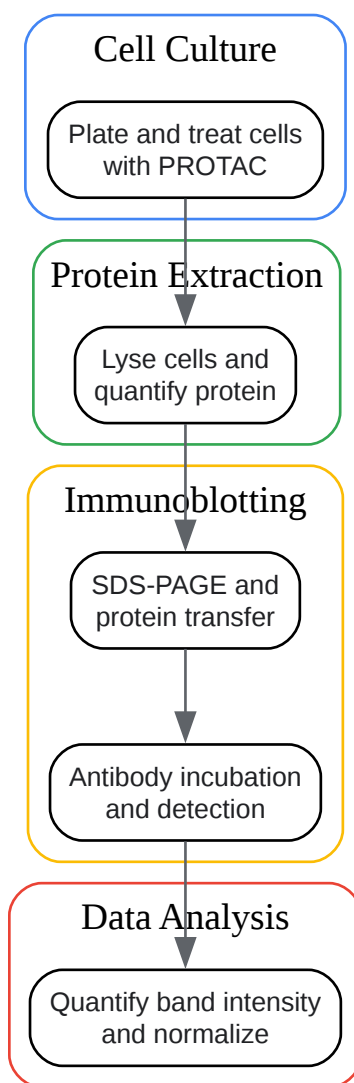 Cell Culture
Plate and treat cells
with PROTAC
Protein Extraction
Lyse cells and
quantify protein
Immunoblotting
SDS-PAGE and
protein transfer
Antibody incubation
and detection
Data Analysis
Quantify band intensity
and normalize